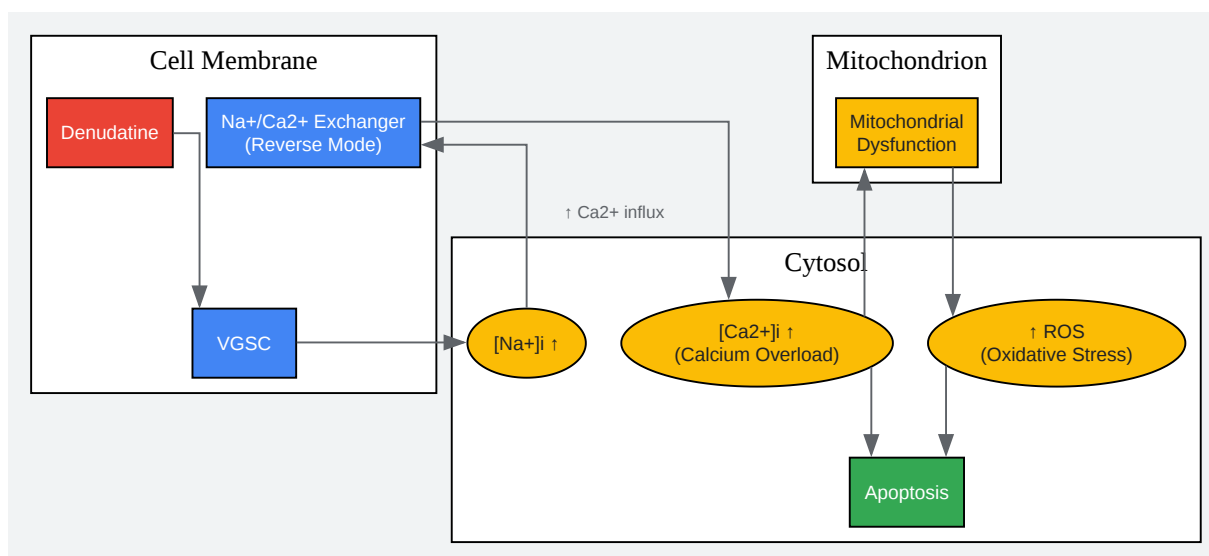 Cell Membrane
Denudatine
Na+/Ca2+ Exchanger
(Reverse Mode)
VGSC
Mitochondrion
Mitochondrial
Dysfunction
↑ Ca2+ influx
Cytosol
[Na+]i ↑
[Ca2+]i ↑
(Calcium Overload)
↑ ROS
(Oxidative Stress)
Apoptosis